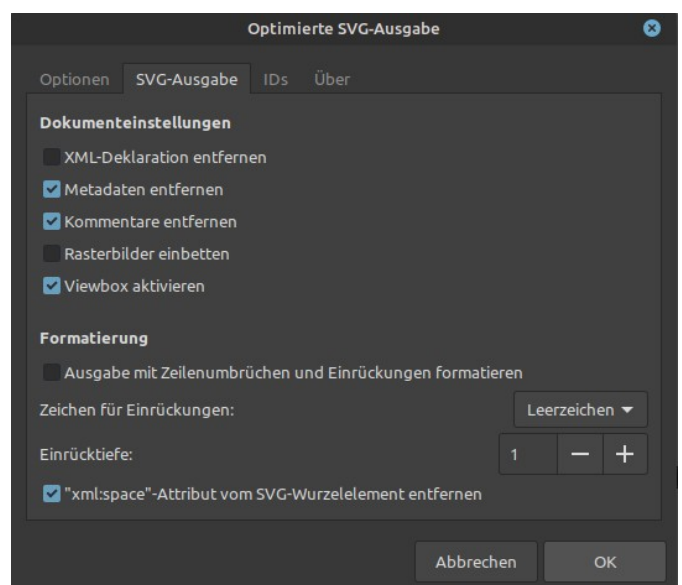 Optimierte SVG-Ausgabe
Optionen SVG-Ausgabe IDs Über
Dokumenteinstellungen
XML-Deklaration entfernen
Metadaten entfernen
Kommentare entfernen
Rasterbilder einbetten
Viewbox aktivieren
Formatierung
Ausgabe mit Zeilenumbrüchen und Einrückungen formatieren
Zeichen für Einrückungen: Leerzeichen
Einrücktiefe: 1
"xml:space"-Attribut vom SVG-Wurzelelement entfernen
Abbrechen OK